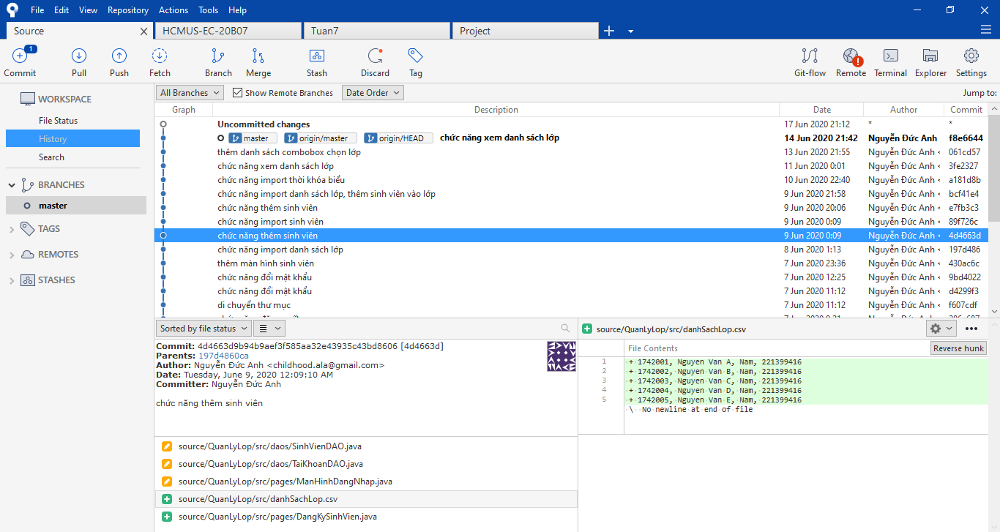 File Edit View Repository Actions Tools Help
Source HCMUS-EC-20B07 Tuan7 Project
1
Commit Pull Push Fetch Branch Merge Stash Discard Tag Git-flow Remote Terminal Explorer Settings
WORKSPACE
File Status
History
Search
BRANCHES
master
TAGS
REMOTES
STASHES
All Branches Show Remote Branches Date Order Jump to:
Graph Description Date Author Commit
Uncommitted changes 17 Jun 2020 21:12 * *
master origin/master origin/HEAD chức năng xem danh sách lớp 14 Jun 2020 21:42 Nguyễn Đức Anh f8e6644
thêm danh sách combobox chọn lớp 13 Jun 2020 21:55 Nguyễn Đức Anh < 061cd57
chức năng xem danh sách lớp 11 Jun 2020 0:01 Nguyễn Đức Anh < 3fe2327
chức năng import thời khóa biểu 10 Jun 2020 22:40 Nguyễn Đức Anh < a181d8b
chức năng import danh sách lớp, thêm sinh viên vào lớp 9 Jun 2020 21:58 Nguyễn Đức Anh < bcf41e4
chức năng thêm sinh viên 9 Jun 2020 20:06 Nguyễn Đức Anh < e7fb3c3
chức năng import sinh viên 9 Jun 2020 0:09 Nguyễn Đức Anh < 89f726c
chức năng thêm sinh viên 9 Jun 2020 0:09 Nguyễn Đức Anh < 4d4663d
chức năng import danh sách lớp 8 Jun 2020 1:13 Nguyễn Đức Anh < 197d486
thêm màn hình sinh viên 7 Jun 2020 23:36 Nguyễn Đức Anh < 430ac6c
chức năng đổi mật khẩu 7 Jun 2020 12:25 Nguyễn Đức Anh < 9bd4022
chức năng đổi mật khẩu 7 Jun 2020 11:12 Nguyễn Đức Anh < d4299f3
di chuyển thư mục 7 Jun 2020 11:12 Nguyễn Đức Anh < f607cdf
Sorted by file status
Commit: 4d4663d9b94b9aef3f585aa32e43935c43bd8606 [4d4663d]
Parents: 197d4860ca
Author: Nguyễn Đức Anh <childhood.ala@gmail.com>
Date: Tuesday, June 9, 2020 12:09:10 AM
Committer: Nguyễn Đức Anh
chức năng thêm sinh viên
source/QuanLyLop/src/daos/SinhVienDAO.java
source/QuanLyLop/src/daos/TaiKhoanDAO.java
source/QuanLyLop/src/pages/ManHinhDangNhap.java
source/QuanLyLop/src/danhSachLop.csv
source/QuanLyLop/src/pages/DangKySinhVien.java
source/QuanLyLop/src/danhSachLop.csv
File Contents Reverse hunk
1 + 1742001, Nguyen Van A, Nam, 221399416
2 + 1742002, Nguyen Van B, Nam, 221399416
3 + 1742003, Nguyen Van C, Nam, 221399416
4 + 1742004, Nguyen Van D, Nam, 221399416
5 + 1742005, Nguyen Van E, Nam, 221399416
\ No newline at end of file